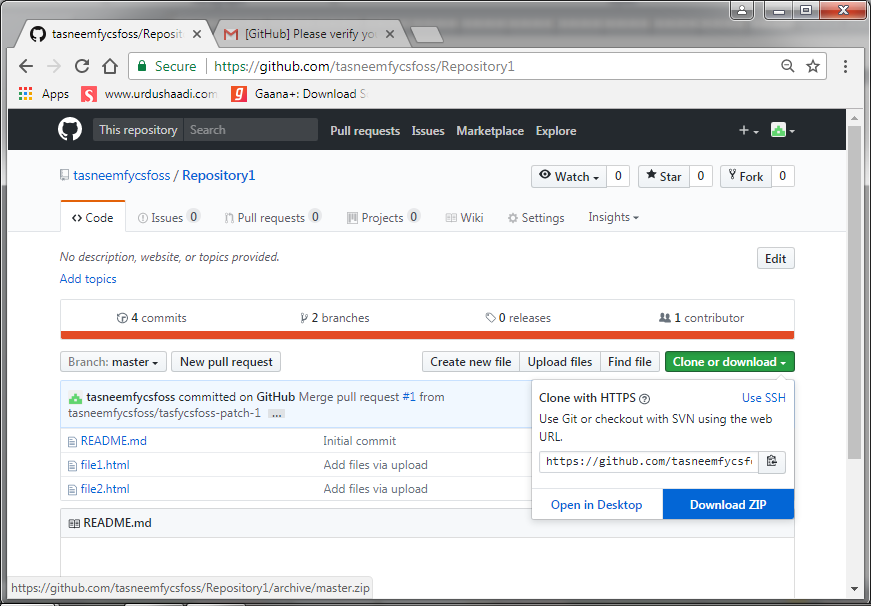 tasneemfycsfoss/Reposit
[GitHub] Please verify yo
Secure https://github.com/tasneemfycsfoss/Repository1
Apps www.urdushaadi.com Gaana+: Download S
This repository Search Pull requests Issues Marketplace Explore
tasneemfycsfoss / Repository1
Watch 0 Star 0 Fork 0
Code Issues 0 Pull requests 0 Projects 0 Wiki Settings Insights
No description, website, or topics provided.
Edit
Add topics
4 commits 2 branches 0 releases 1 contributor
Branch: master New pull request Create new file Upload files Find file Clone or download
tasneemfycsfoss committed on GitHub Merge pull request #1 from
tasneemfycsfoss/tasfycsfoss-patch-1 ...
README.md Initial commit
file1.html Add files via upload
file2.html Add files via upload
Clone with HTTPS ? Use SSH
Use Git or checkout with SVN using the web
URL.
https://github.com/tasneemfycsf
Open in Desktop Download ZIP
README.md
https://github.com/tasneemfycsfoss/Repository1/archive/master.zip